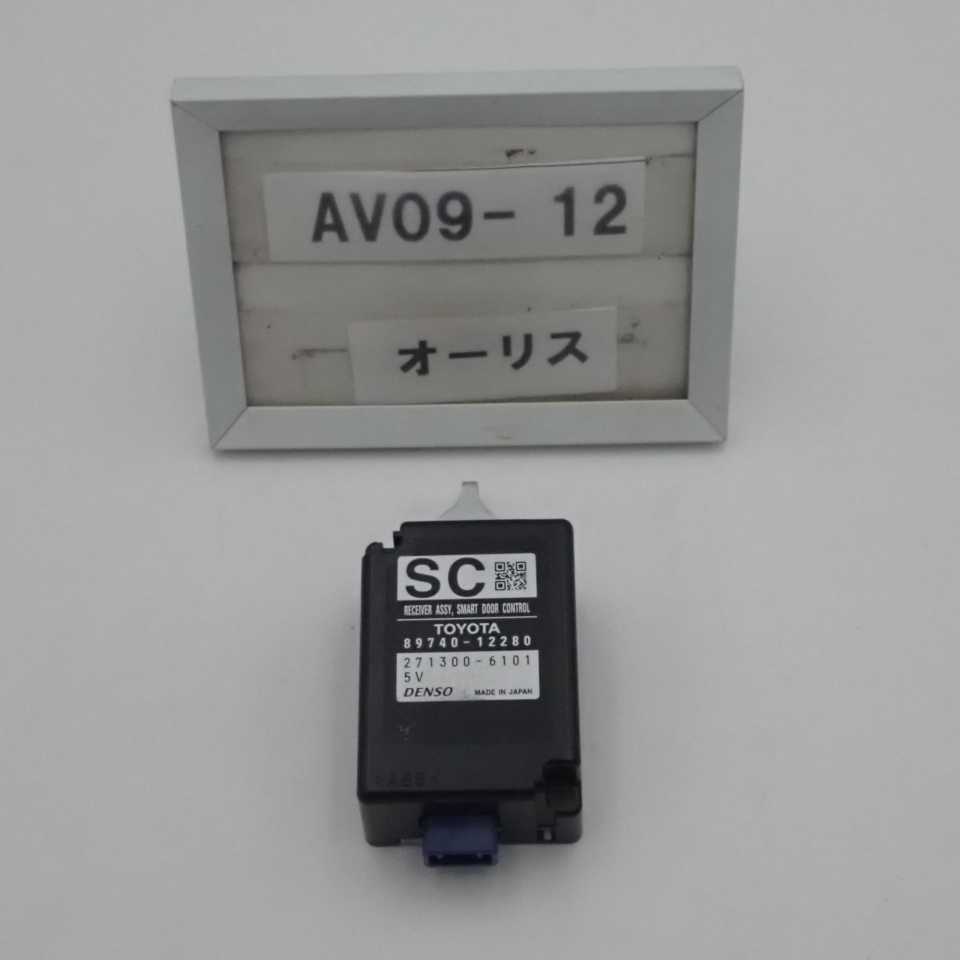 AV09- 12
オーリス
SC
RECEIVER ASSY, SMART DOOR CONTROL
TOYOTA
89740-12280
271300-6101
5V
DENSO MADE IN JAPAN
>ABS<